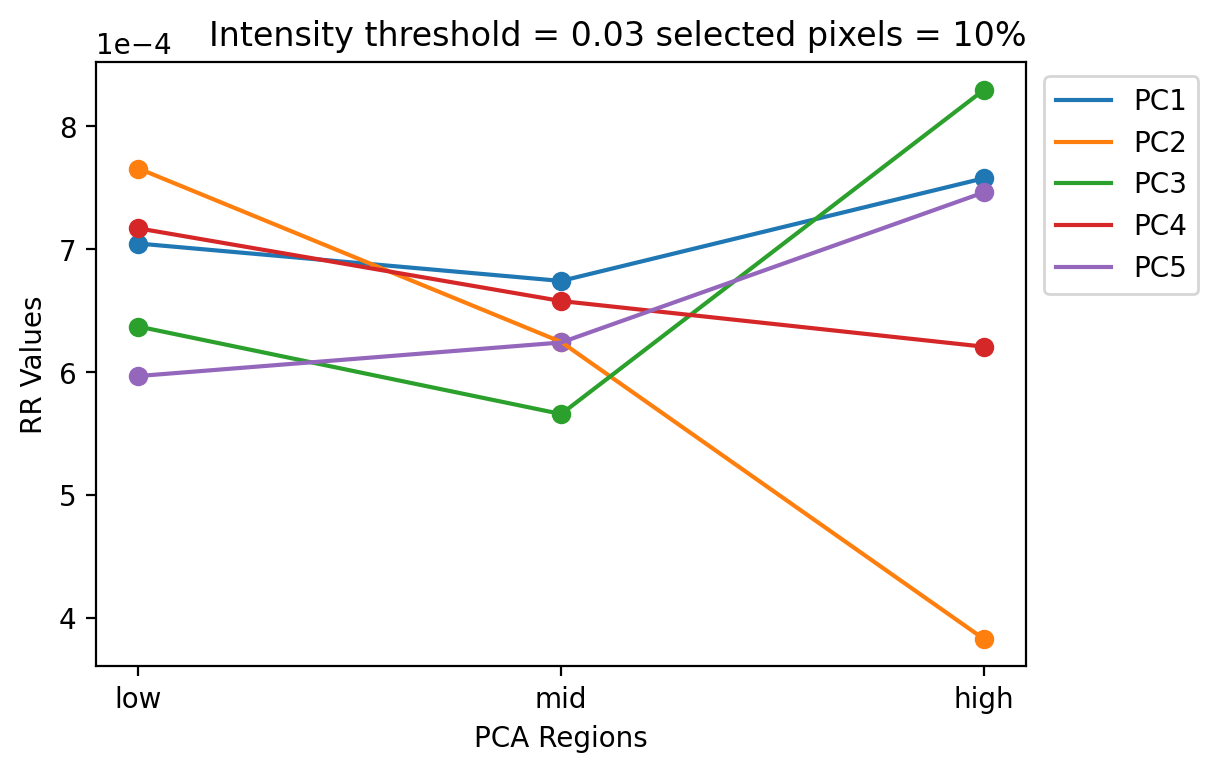 Intensity threshold = 0.03 selected pixels = 10%
1e−4
8
7
6
5
4
RR Values
low mid high
PCA Regions
PC1
PC2
PC3
PC4
PC5